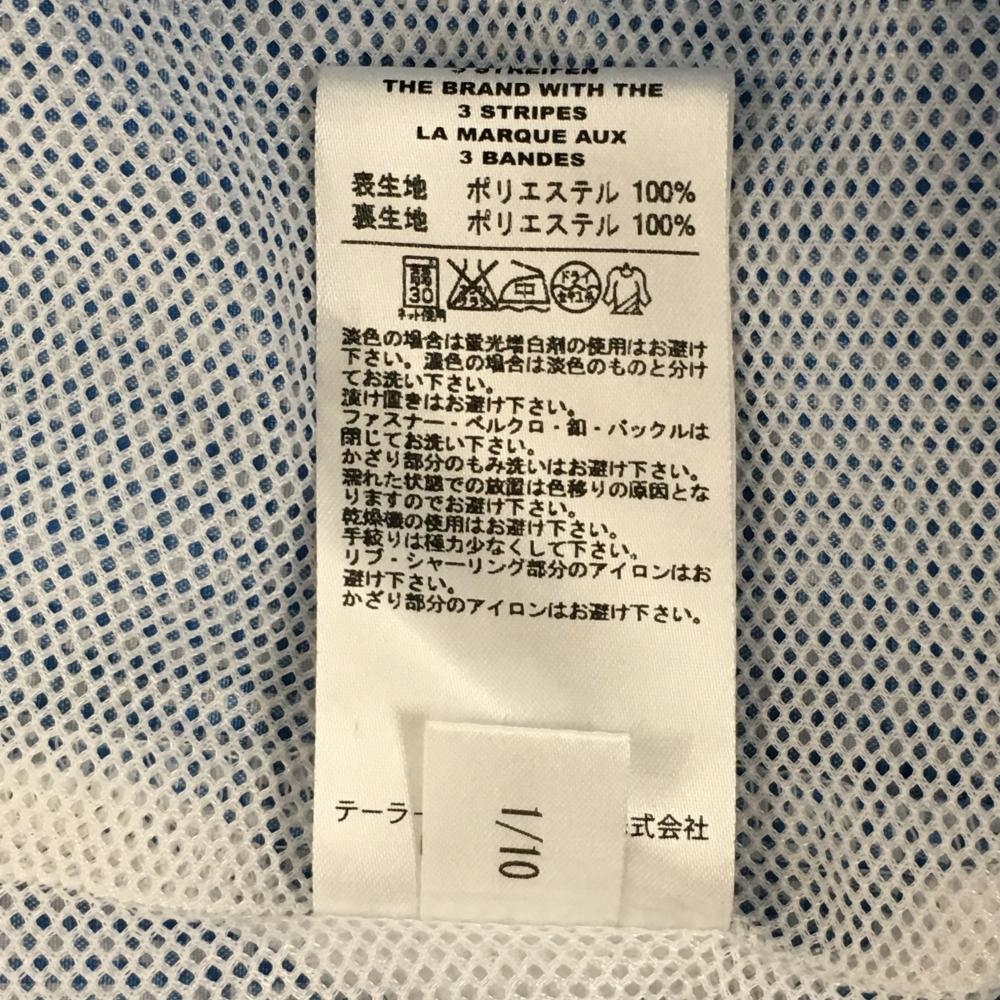 3 STREIFEN
THE BRAND WITH THE
3 STRIPES
LA MARQUE AUX
3 BANDES
表生地 ポリエステル 100%
裏生地 ポリエステル 100%
30 中 ドライ
ネット使用
淡色の場合は蛍光増白剤の使用はお避け
下さい。濃色の場合は淡色のものと分け
てお洗い下さい。
漬け置きはお避け下さい。
ファスナー・ベルクロ・釦・バックルは
閉じてお洗い下さい。
かざり部分のもみ洗いはお避け下さい。
濡れた状態での放置は色移りの原因とな
りますのでお避け下さい。
乾燥機の使用はお避け下さい。
手絞りは極力少なくして下さい。
リブ・シャーリング部分のアイロンはお
避け下さい。
かざり部分のアイロンはお避け下さい。
テーラー 式会社
1/10